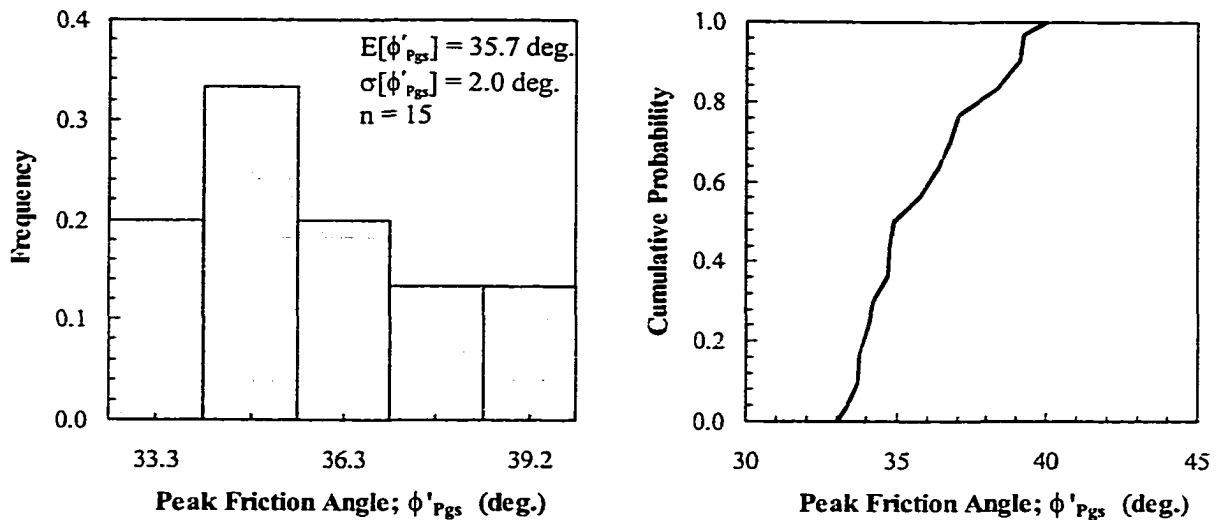 0.4
0.3
0.2
0.1
0.0
Frequency
E[ϕ'Pgs] = 35.7 deg.
σ[ϕ'Pgs] = 2.0 deg.
n = 15
33.3 36.3 39.2
Peak Friction Angle; ϕ'Pgs (deg.)
1.0
0.8
0.6
0.4
0.2
0.0
Cumulative Probability
30 35 40 45
Peak Friction Angle; ϕ'Pgs (deg.)